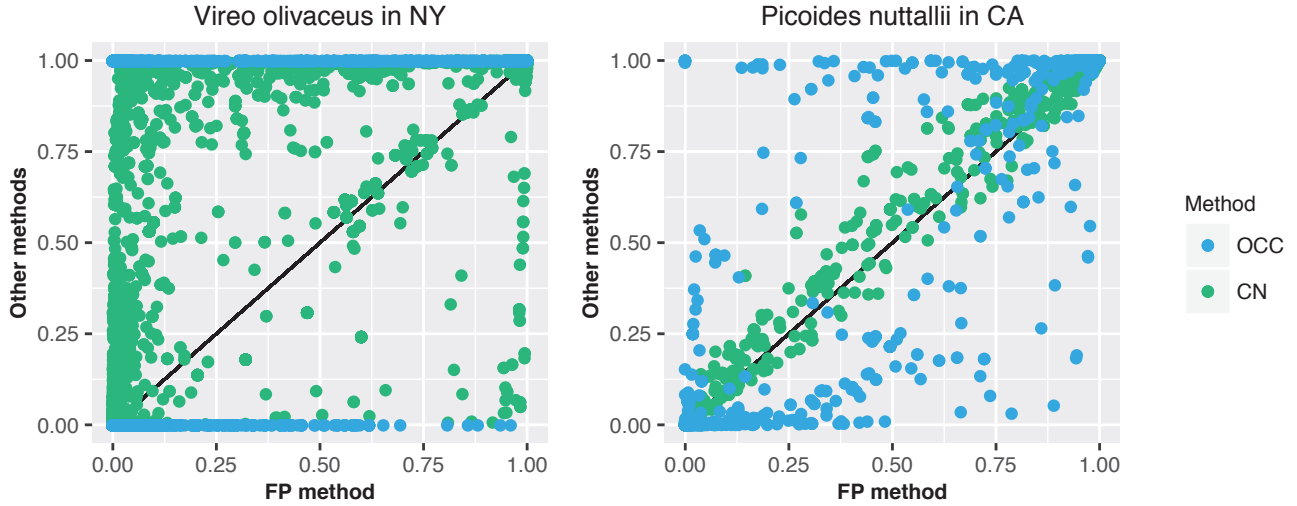 Vireo olivaceus in NY
Picoides nuttallii in CA
1.00
0.75
0.50
0.25
0.00
Other methods
0.00
0.25
0.50
0.75
1.00
FP method
1.00
0.75
0.50
0.25
0.00
Other methods
0.00
0.25
0.50
0.75
1.00
FP method
Method
OCC
CN